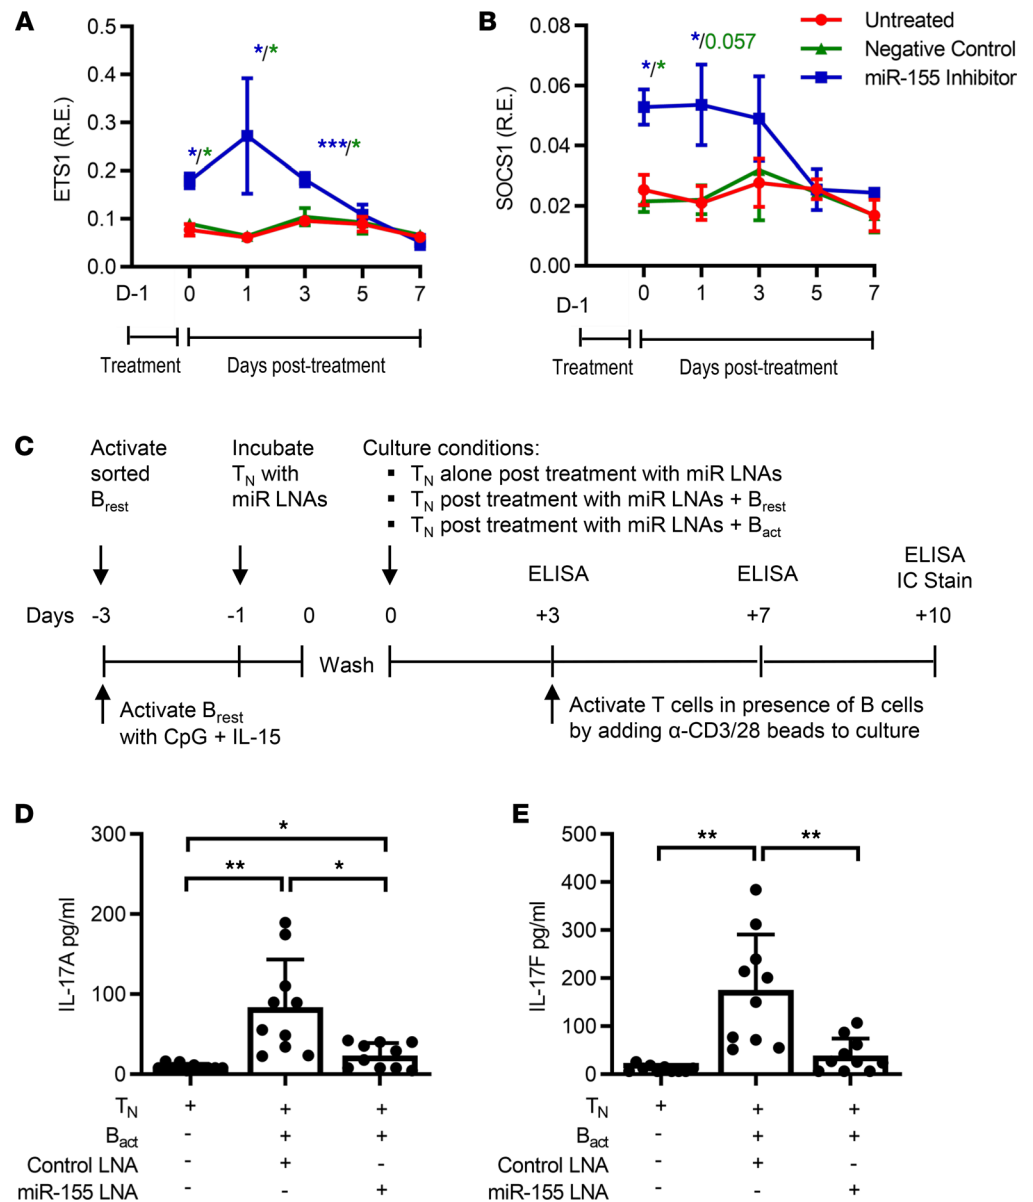 A
ETS1 (R.E.)
0.5
0.4
0.3
0.2
0.1
0.0
*/*
*/*
***/*
D-1
0 1 3 5 7
Treatment
Days post-treatment
B
SOCS1 (R.E.)
0.08
0.06
0.04
0.02
0.00
*/*
*/0.057
D-1
0 1 3 5 7
Treatment
Days post-treatment
Untreated
Negative Control
miR-155 Inhibitor
C
Activate
sorted
Brest
Incubate
TN with
miR LNAs
Culture conditions:
▪ TN alone post treatment with miR LNAs
▪ TN post treatment with miR LNAs + Brest
▪ TN post treatment with miR LNAs + Bact
ELISA
ELISA
ELISA
IC Stain
Days -3 -1 0 0 +3 +7 +10
Wash
Activate Brest
with CpG + IL-15
Activate T cells in presence of B cells
by adding α-CD3/28 beads to culture
D
IL-17A pg/ml
300
200
100
0
*
** *
TN + + +
Bact - + +
Control LNA - + -
miR-155 LNA - - +
E
IL-17F pg/ml
500
400
300
200
100
0
** **
TN + + +
Bact - + +
Control LNA - + -
miR-155 LNA - - +